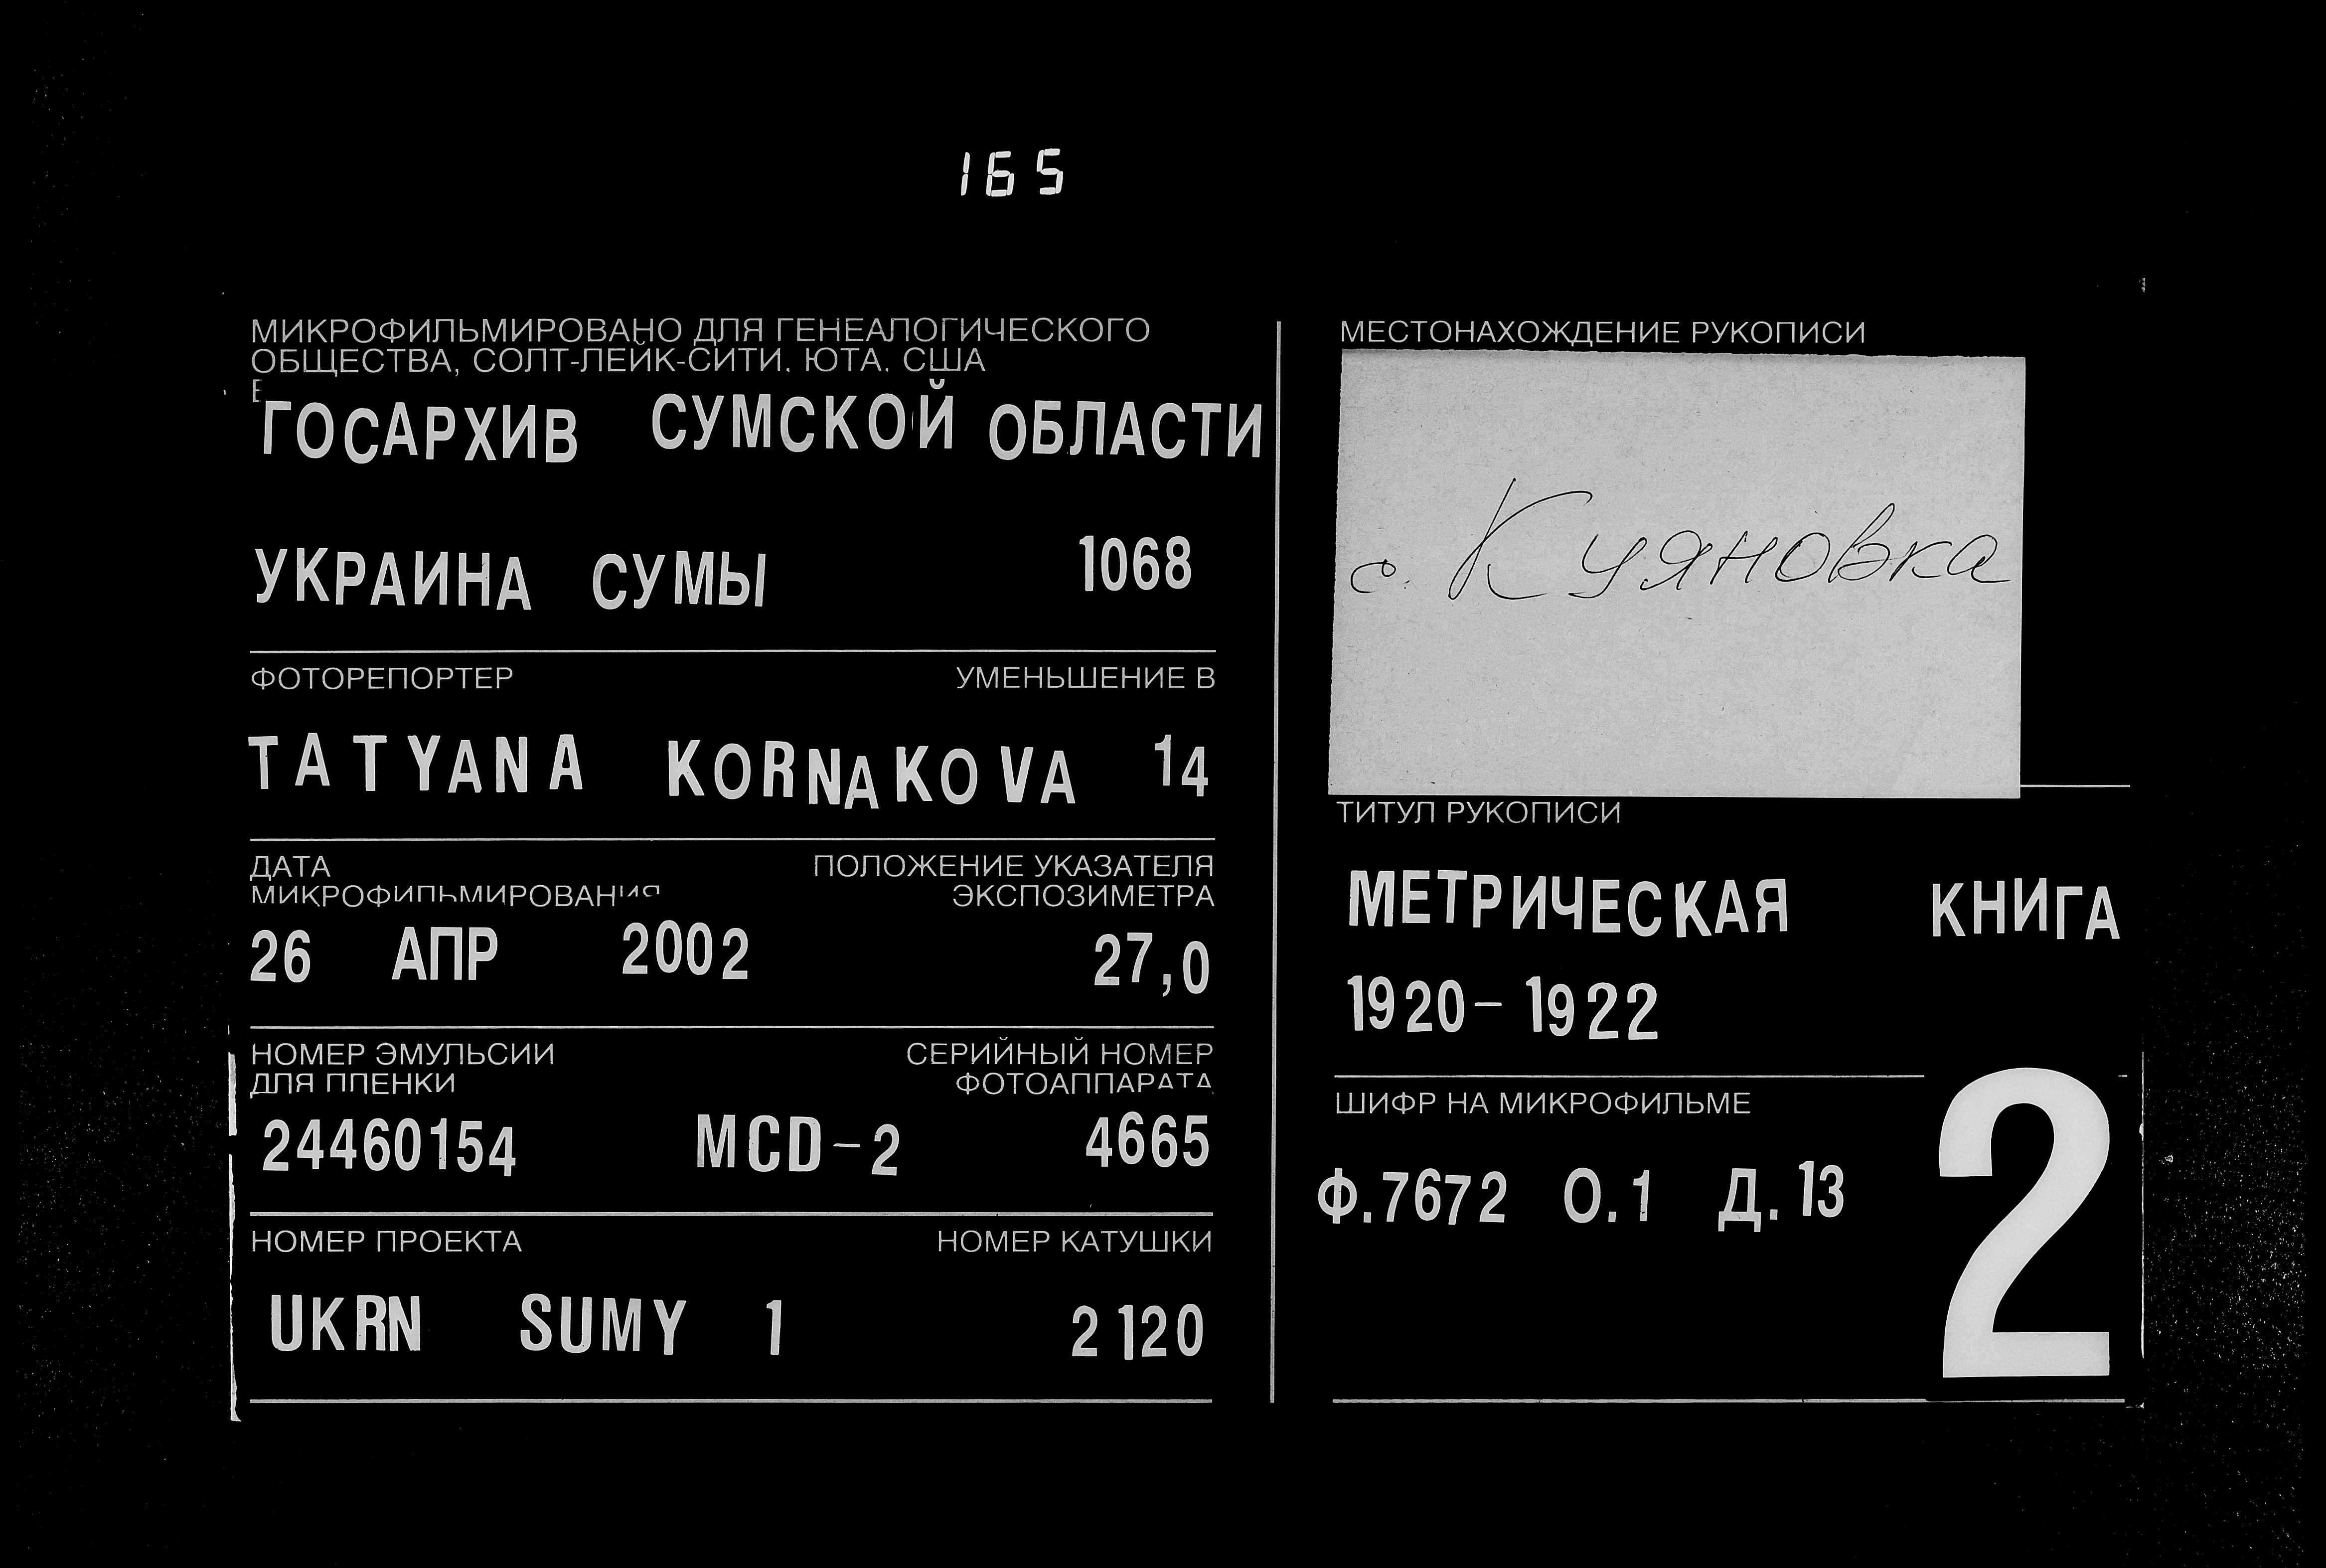 165
МИКРОФИЛЬМИРОВАНО ДЛЯ ГЕНЕАЛОГИЧЕСКОГО
ОБЩЕСТВА, СОЛТ-ЛЕЙК-СИТИ, ЮТА, США
ГОСАРХИВ СУМСКОЙ ОБЛАСТИ
УКРАИНА СУМЫ 1068
ФОТОРЕПОРТЕР УМЕНЬШЕНИЕ В
TATYANA KORNAKOVA 14
ДАТА ПОЛОЖЕНИЕ УКАЗАТЕЛЯ
МИКРОФИЛЬМИРОВАНИЯ ЭКСПОЗИМЕТРА
26 АПР 2002 27,0
НОМЕР ЭМУЛЬСИИ СЕРИЙНЫЙ НОМЕР
ДЛЯ ПЛЕНКИ ФОТОАППАРАТА
24460154 MCD-2 4665
НОМЕР ПРОЕКТА НОМЕР КАТУШКИ
UKRN SUMY 1 2120
МЕСТОНАХОЖДЕНИЕ РУКОПИСИ
с. Куяновка
ТИТУЛ РУКОПИСИ
МЕТРИЧЕСКАЯ КНИГА
1920-1922
ШИФР НА МИКРОФИЛЬМЕ
Ф.7672 О.1 Д.13
2